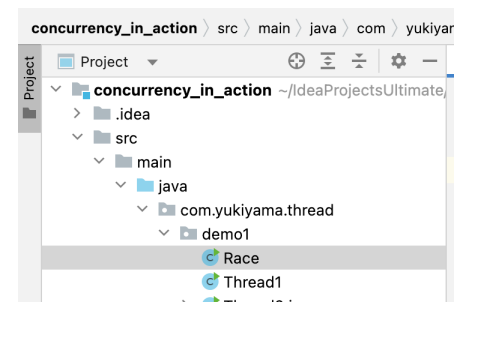 concurrency_in_action > src > main > java > com > yukiyar
Project
Project
concurrency_in_action ~/IdeaProjectsUltimate/
.idea
src
main
java
com.yukiyama.thread
demo1
C Race
C Thread1